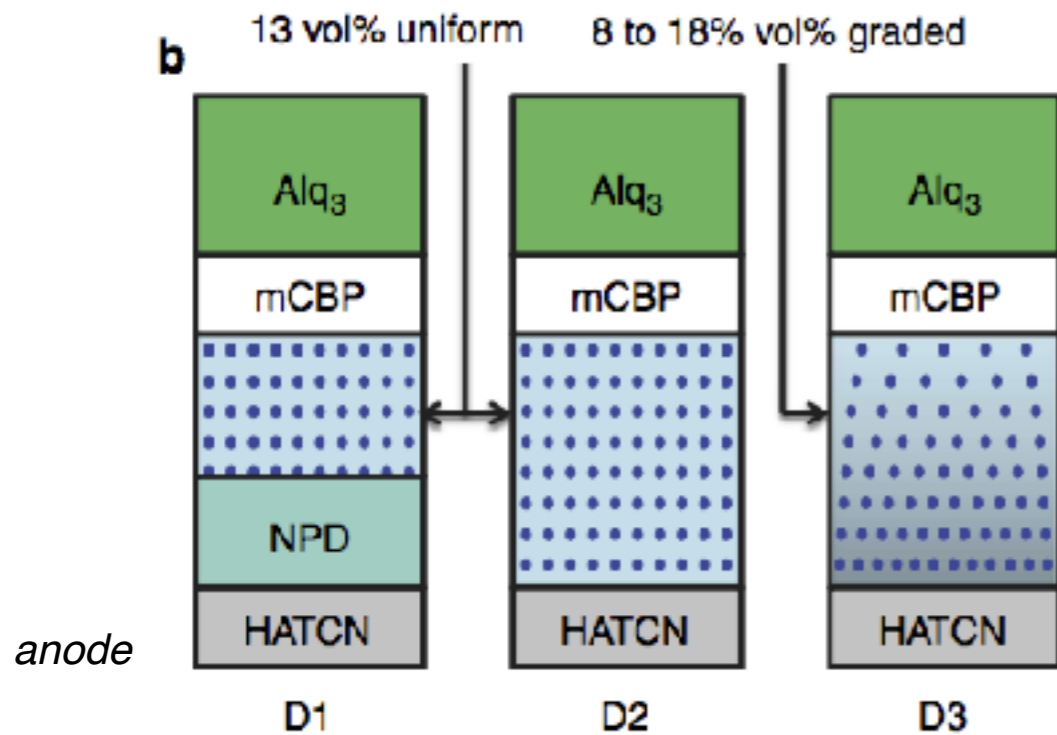 13 vol% uniform 8 to 18% vol% graded
b
Alq₃ Alq₃ Alq₃
mCBP mCBP mCBP
NPD
HATCN HATCN HATCN
anode
D1 D2 D3